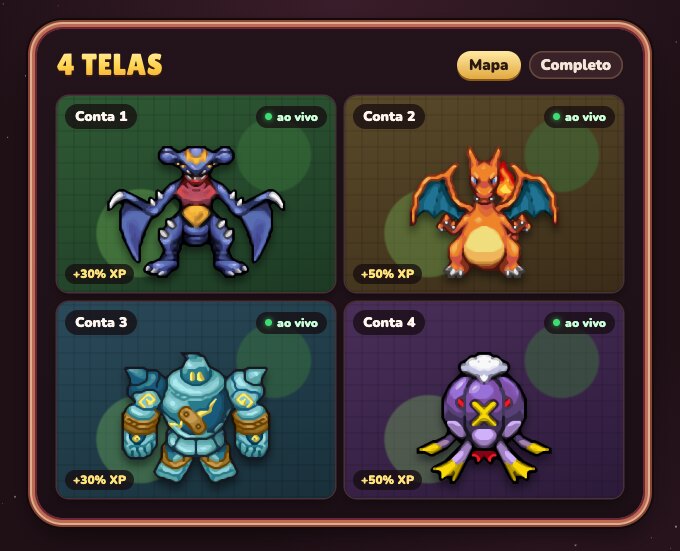 4 TELAS
Mapa
Completo
Conta 1
ao vivo
+30% XP
Conta 2
ao vivo
+50% XP
Conta 3
ao vivo
+30% XP
Conta 4
ao vivo
+50% XP